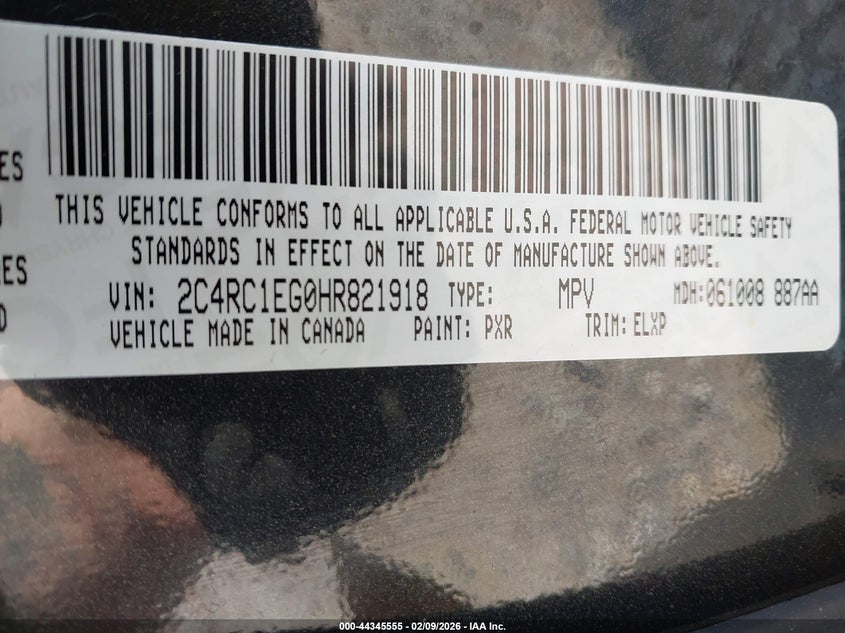 ES
THIS VEHICLE CONFORMS TO ALL APPLICABLE U.S.A. FEDERAL MOTOR VEHICLE SAFETY
STANDARDS IN EFFECT ON THE DATE OF MANUFACTURE SHOWN ABOVE.
ES
VIN: 2C4RC1EG0HR821918 TYPE: MPV MDH:061008 887AA
VEHICLE MADE IN CANADA PAINT: PXR TRIM: ELXP
000-44345555 - 02/09/2026 - IAA Inc.